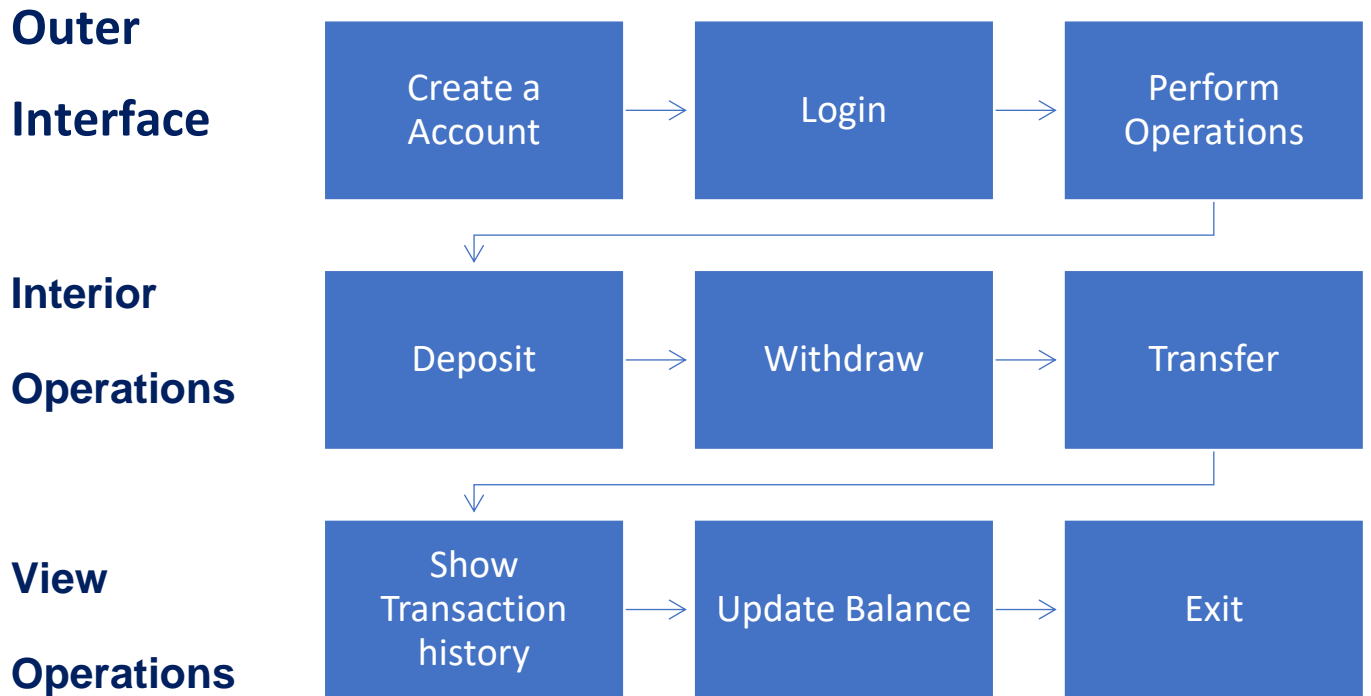 Outer
Interface
Create a
Account
Login
Perform
Operations
Interior
Operations
Deposit
Withdraw
Transfer
View
Operations
Show
Transaction
history
Update Balance
Exit